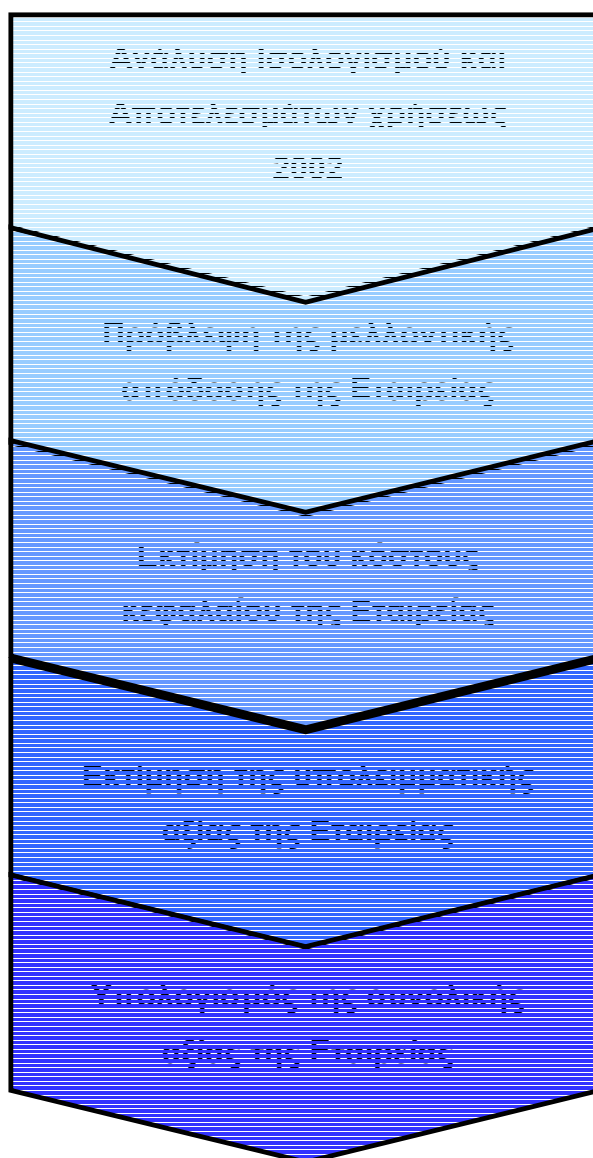 Ανάλυση Ισολογισμού και
Αποτελεσμάτων χρήσεως
2002
Πρόβλεψη της μελλοντικής
απόδοσης της Εταιρείας
Εκτίμηση του κόστους
κεφαλαίου της Εταιρείας
Εκτίμηση της υπολειμματικής
αξίας της Εταιρείας
Υπολογισμός της συνολικής
αξίας της Εταιρείας